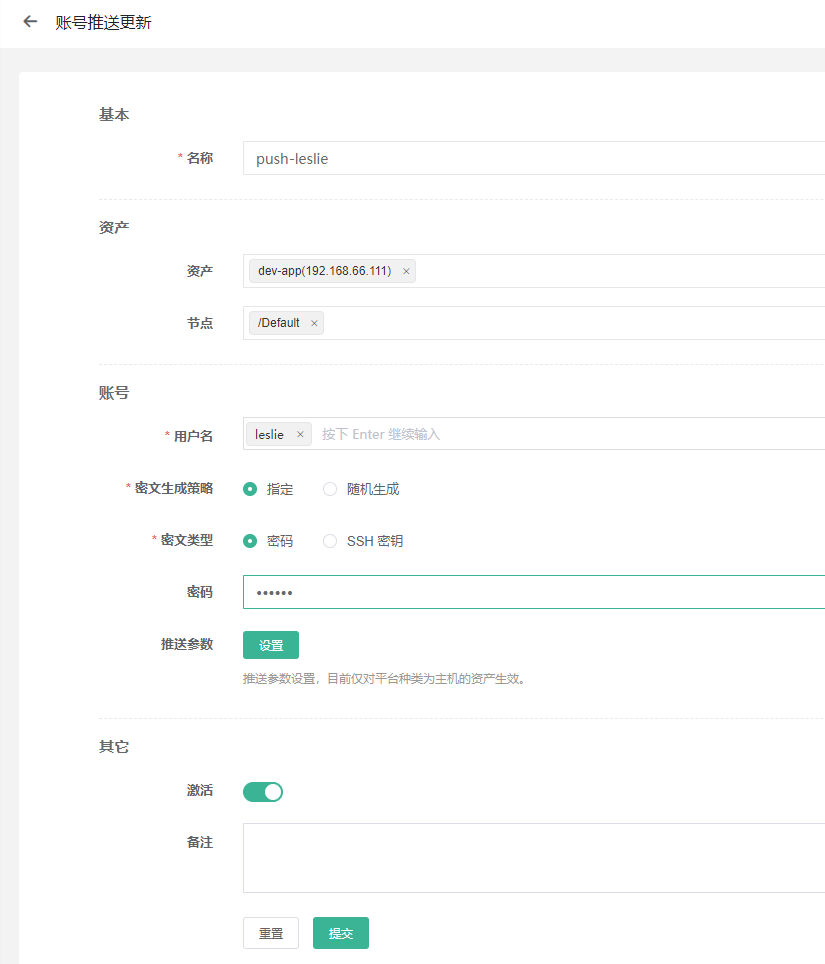 账号推送更新
基本
* 名称 push-leslie
资产
资产 dev-app(192.168.66.111) ×
节点 /Default ×
账号
* 用户名 leslie × 按下 Enter 继续输入
* 密文生成策略 指定 随机生成
* 密文类型 密码 SSH 密钥
密码 ••••••
推送参数 设置
推送参数设置，目前仅对平台种类为主机的资产生效。
其它
激活
备注
重置 提交